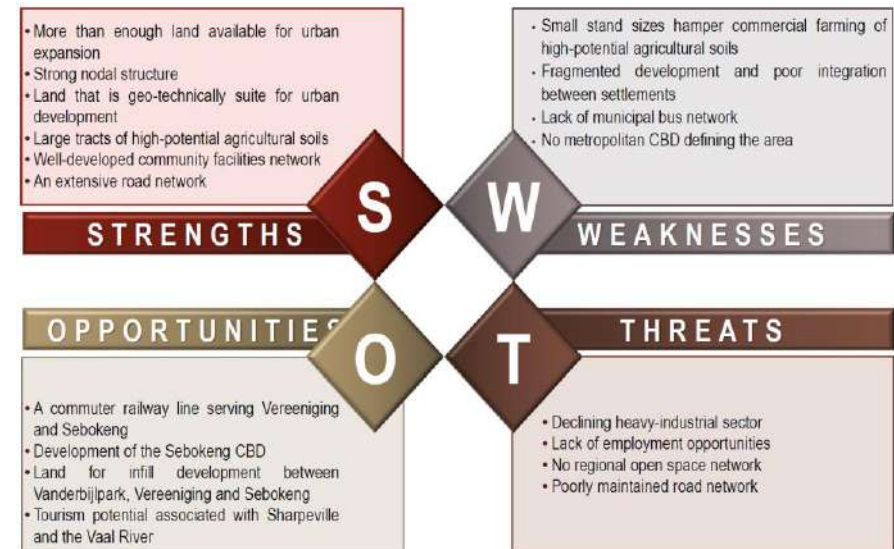 • More than enough land available for urban
expansion
• Strong nodal structure
• Land that is geo-technically suite for urban
development
• Large tracts of high-potential agricultural soils
• Well-developed community facilities network
• An extensive road network
S
STRENGTHS
• Small stand sizes hamper commercial farming of
high-potential agricultural soils
• Fragmented development and poor integration
between settlements
• Lack of municipal bus network
• No metropolitan CBD defining the area
W
WEAKNESSES
OPPORTUNITIES
O
• A commuter railway line serving Vereeniging
and Sebokeng
• Development of the Sebokeng CBD
• Land for infill development between
Vanderbijlpark, Vereeniging and Sebokeng
• Tourism potential associated with Sharpeville
and the Vaal River
THREATS
T
• Declining heavy-industrial sector
• Lack of employment opportunities
• No regional open space network
• Poorly maintained road network